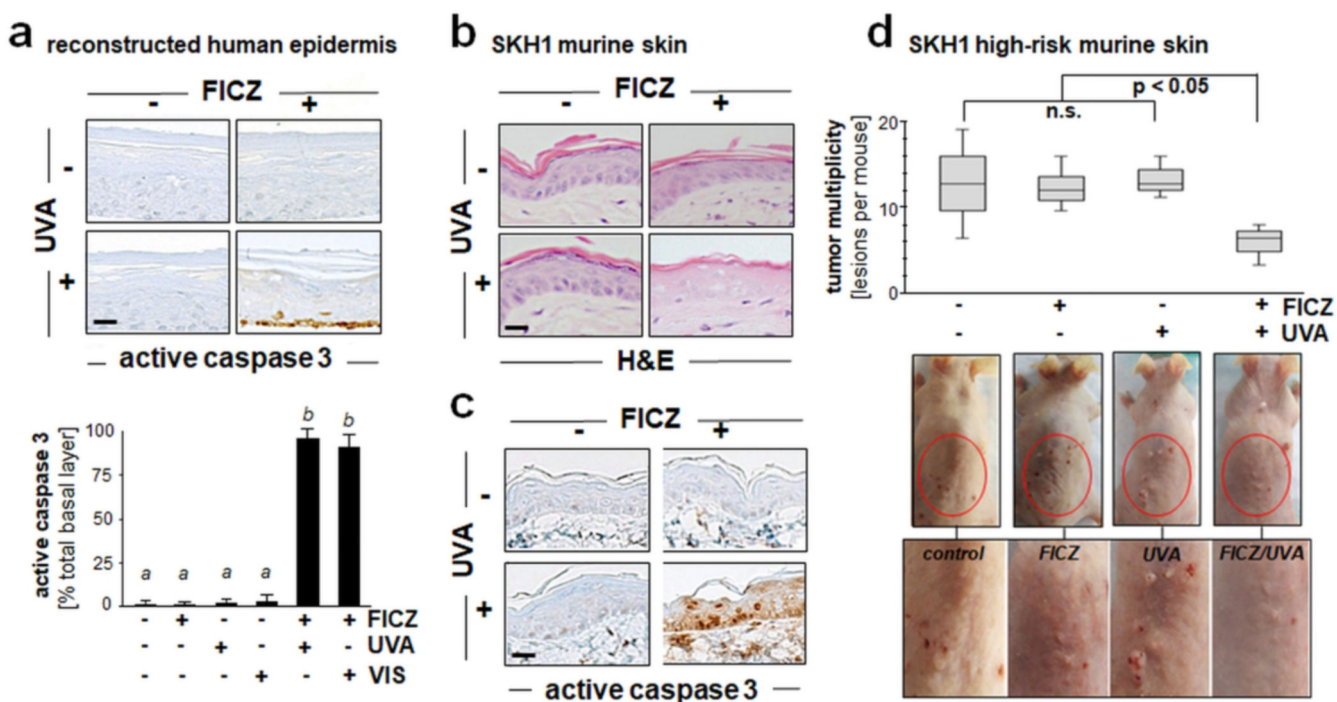 a reconstructed human epidermis
FICZ
- +
UVA
-
+
active caspase 3
active caspase 3
[% total basal layer]
100
75
50
25
0
a a a a b b
- + - - + + FICZ
- - + - + - UVA
- - - + - + VIS
b SKH1 murine skin
FICZ
- +
UVA
-
+
H&E
c
FICZ
- +
UVA
-
+
active caspase 3
d SKH1 high-risk murine skin
p < 0.05
n.s.
tumor multiplicity
[lesions per mouse]
20
10
0
- + - + FICZ
- - + + UVA
control FICZ UVA FICZ/UVA